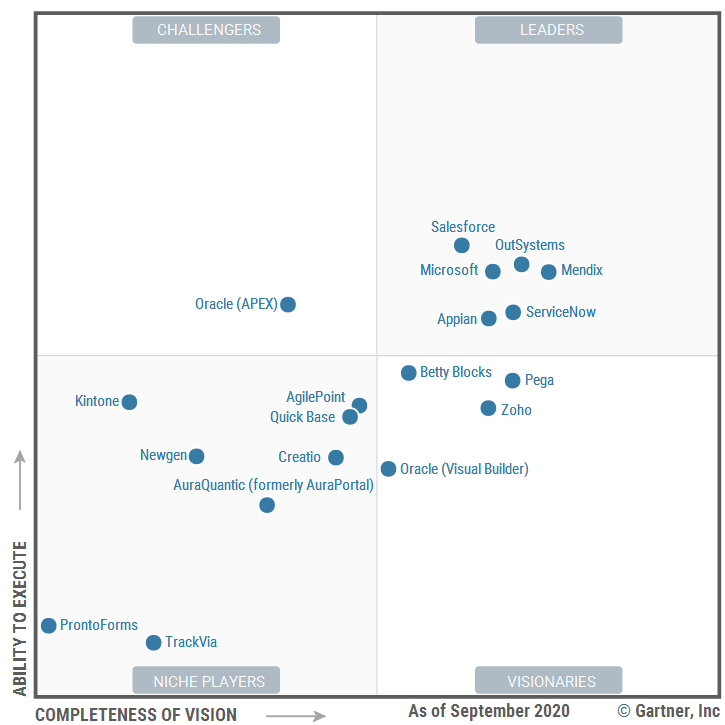 CHALLENGERS
LEADERS
Salesforce
OutSystems
Microsoft
Mendix
Oracle (APEX)
ServiceNow
Appian
Betty Blocks
Pega
Kintone
AgilePoint
Zoho
Quick Base
Newgen
Creatio
Oracle (Visual Builder)
AuraQuantic (formerly AuraPortal)
ProntoForms
TrackVia
NICHE PLAYERS
VISIONARIES
ABILITY TO EXECUTE
COMPLETENESS OF VISION
As of September 2020
© Gartner, Inc